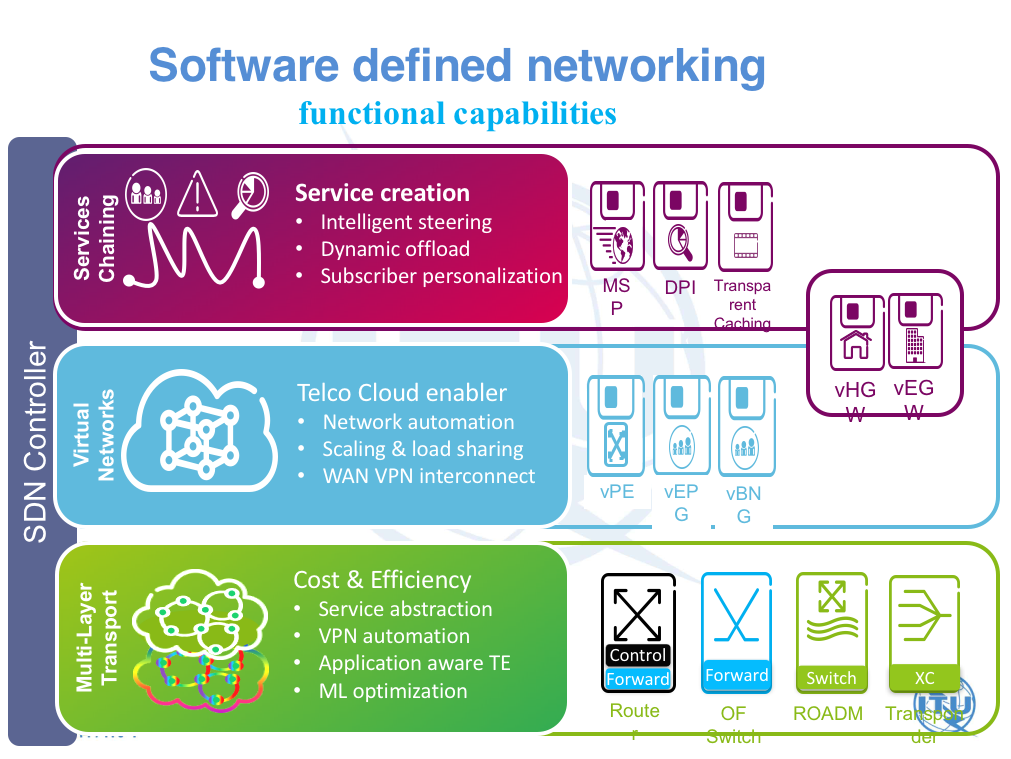 Software defined networking
functional capabilities
SDN Controller
Services
Chaining
Service creation
• Intelligent steering
• Dynamic offload
• Subscriber personalization
MS
P
DPI
Transpa
rent
Caching
vHG
W
vEG
W
Virtual
Networks
Telco Cloud enabler
• Network automation
• Scaling & load sharing
• WAN VPN interconnect
vPE
vEP
G
vBN
G
Multi-Layer
Transport
Cost & Efficiency
• Service abstraction
• VPN automation
• Application aware TE
• ML optimization
Control
Forward
Route
r
Forward
OF
Switch
Switch
ROADM
XC
Transpon
der
ITU